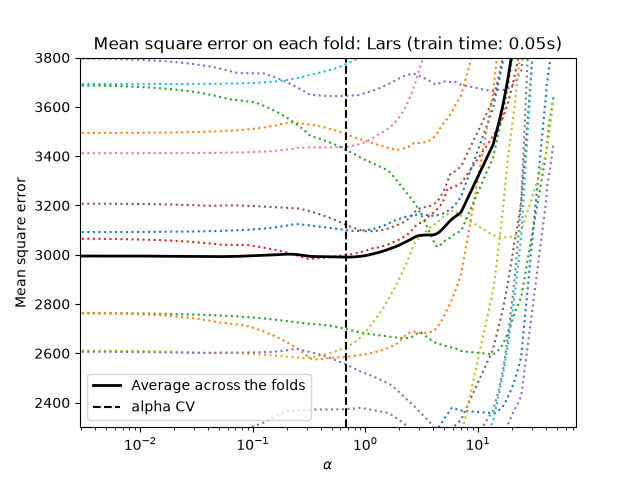 Mean square error on each fold: Lars (train time: 0.05s)
Mean square error
3800
3600
3400
3200
3000
2800
2600
2400
Average across the folds
alpha CV
10⁻²
10⁻¹
10⁰
10¹
α